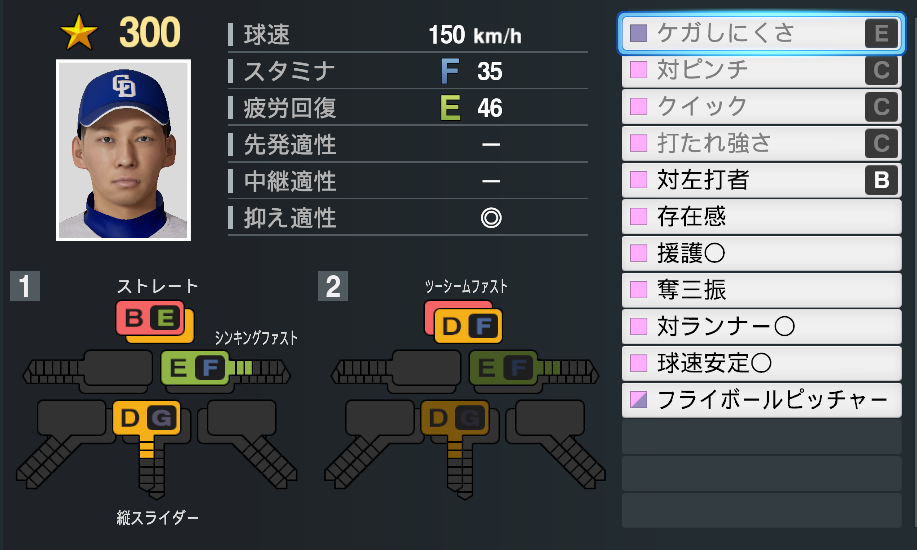 300
球速 150 km/h
スタミナ F 35
疲労回復 E 46
先発適性 ー
中継適性 ー
抑え適性 ◎
CD
1
ストレート
B E
シンキングファスト
E F
D G
縦スライダー
2
ツーシームファスト
D F
E F
D G
ケガしにくさ E
対ピンチ C
クイック C
打たれ強さ C
対左打者 B
存在感
援護〇
奪三振
対ランナー〇
球速安定〇
フライボールピッチャー